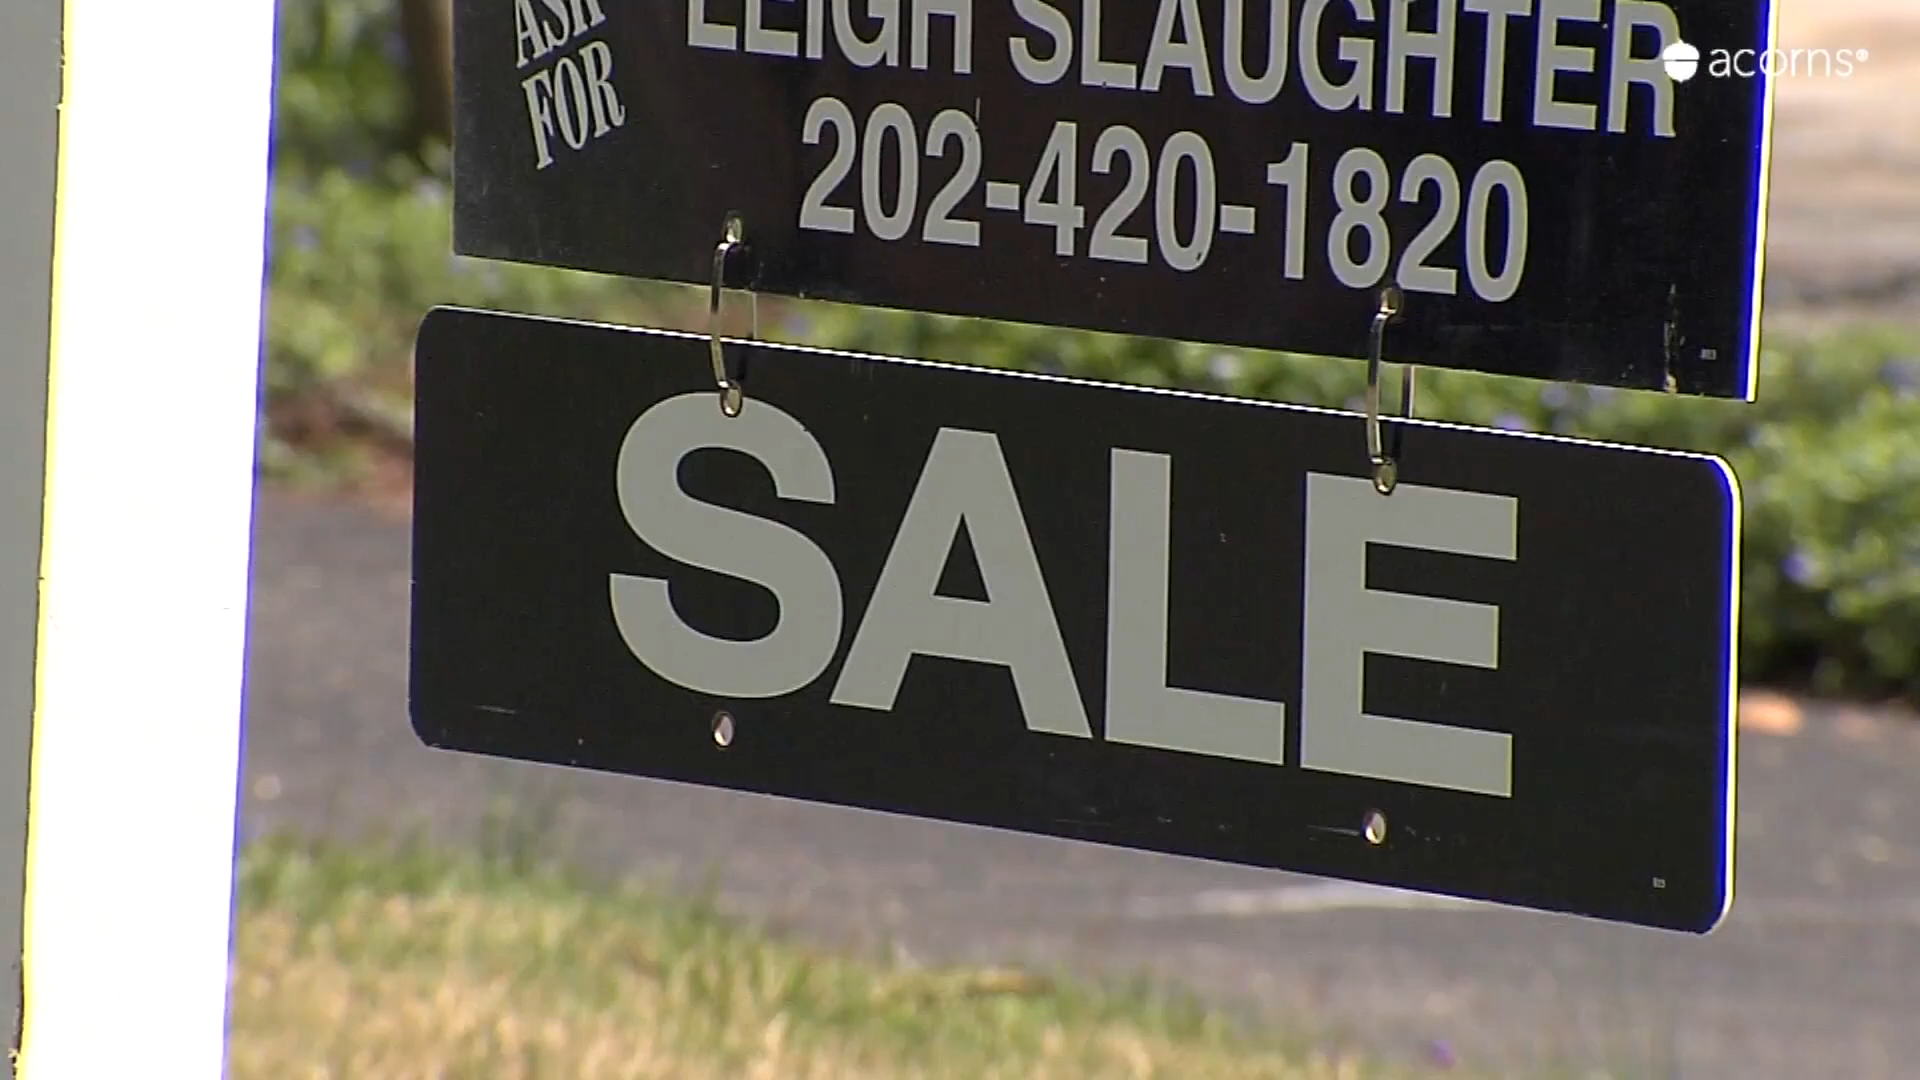 ASK
FOR
LEIGH SLAUGHTER
acorns®
202-420-1820
SALE